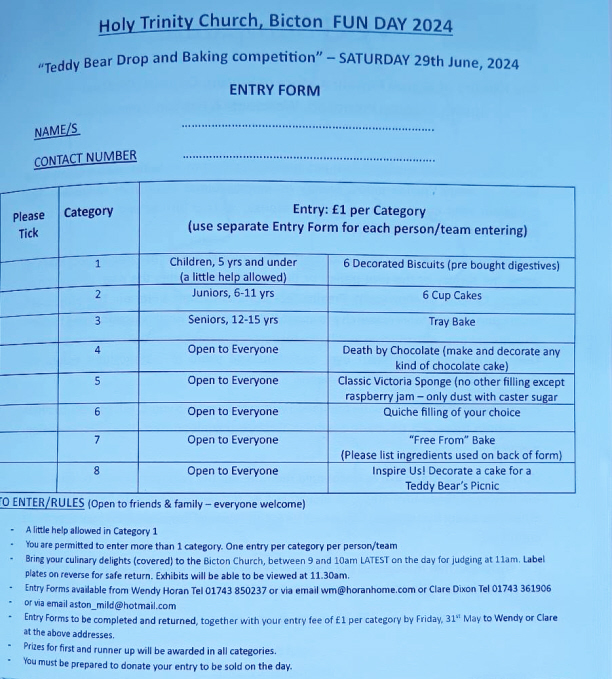 Holy Trinity Church, Bicton FUN DAY 2024
"Teddy Bear Drop and Baking competition" – SATURDAY 29th June, 2024
ENTRY FORM
NAME/S ................................................................
CONTACT NUMBER ................................................................
Please Tick
Category
Entry: £1 per Category
(use separate Entry Form for each person/team entering)
1 Children, 5 yrs and under (a little help allowed) 6 Decorated Biscuits (pre bought digestives)
2 Juniors, 6-11 yrs 6 Cup Cakes
3 Seniors, 12-15 yrs Tray Bake
4 Open to Everyone Death by Chocolate (make and decorate any kind of chocolate cake)
5 Open to Everyone Classic Victoria Sponge (no other filling except raspberry jam – only dust with caster sugar
6 Open to Everyone Quiche filling of your choice
7 Open to Everyone "Free From" Bake (Please list ingredients used on back of form)
8 Open to Everyone Inspire Us! Decorate a cake for a Teddy Bear's Picnic
TO ENTER/RULES (Open to friends & family – everyone welcome)
- A little help allowed in Category 1
- You are permitted to enter more than 1 category. One entry per category per person/team
- Bring your culinary delights (covered) to the Bicton Church, between 9 and 10am LATEST on the day for judging at 11am. Label
plates on reverse for safe return. Exhibits will be able to be viewed at 11.30am.
- Entry Forms available from Wendy Horan Tel 01743 850237 or via email wm@horanhome.com or Clare Dixon Tel 01743 361906
- or via email aston_mild@hotmail.com
- Entry Forms to be completed and returned, together with your entry fee of £1 per category by Friday, 31st May to Wendy or Clare
at the above addresses.
- Prizes for first and runner up will be awarded in all categories.
- You must be prepared to donate your entry to be sold on the day.